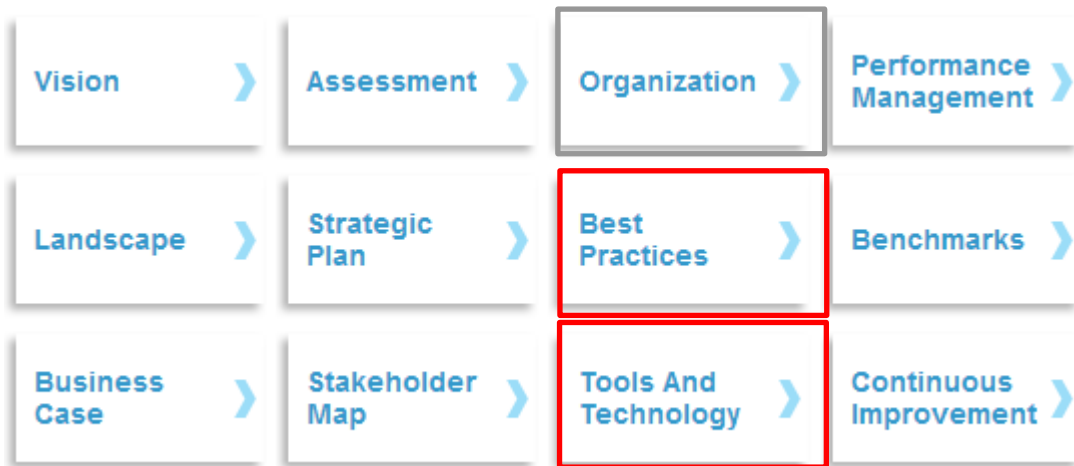 Vision
Assessment
Organization
Performance
Management
Landscape
Strategic
Plan
Best
Practices
Benchmarks
Business
Case
Stakeholder
Map
Tools And
Technology
Continuous
Improvement